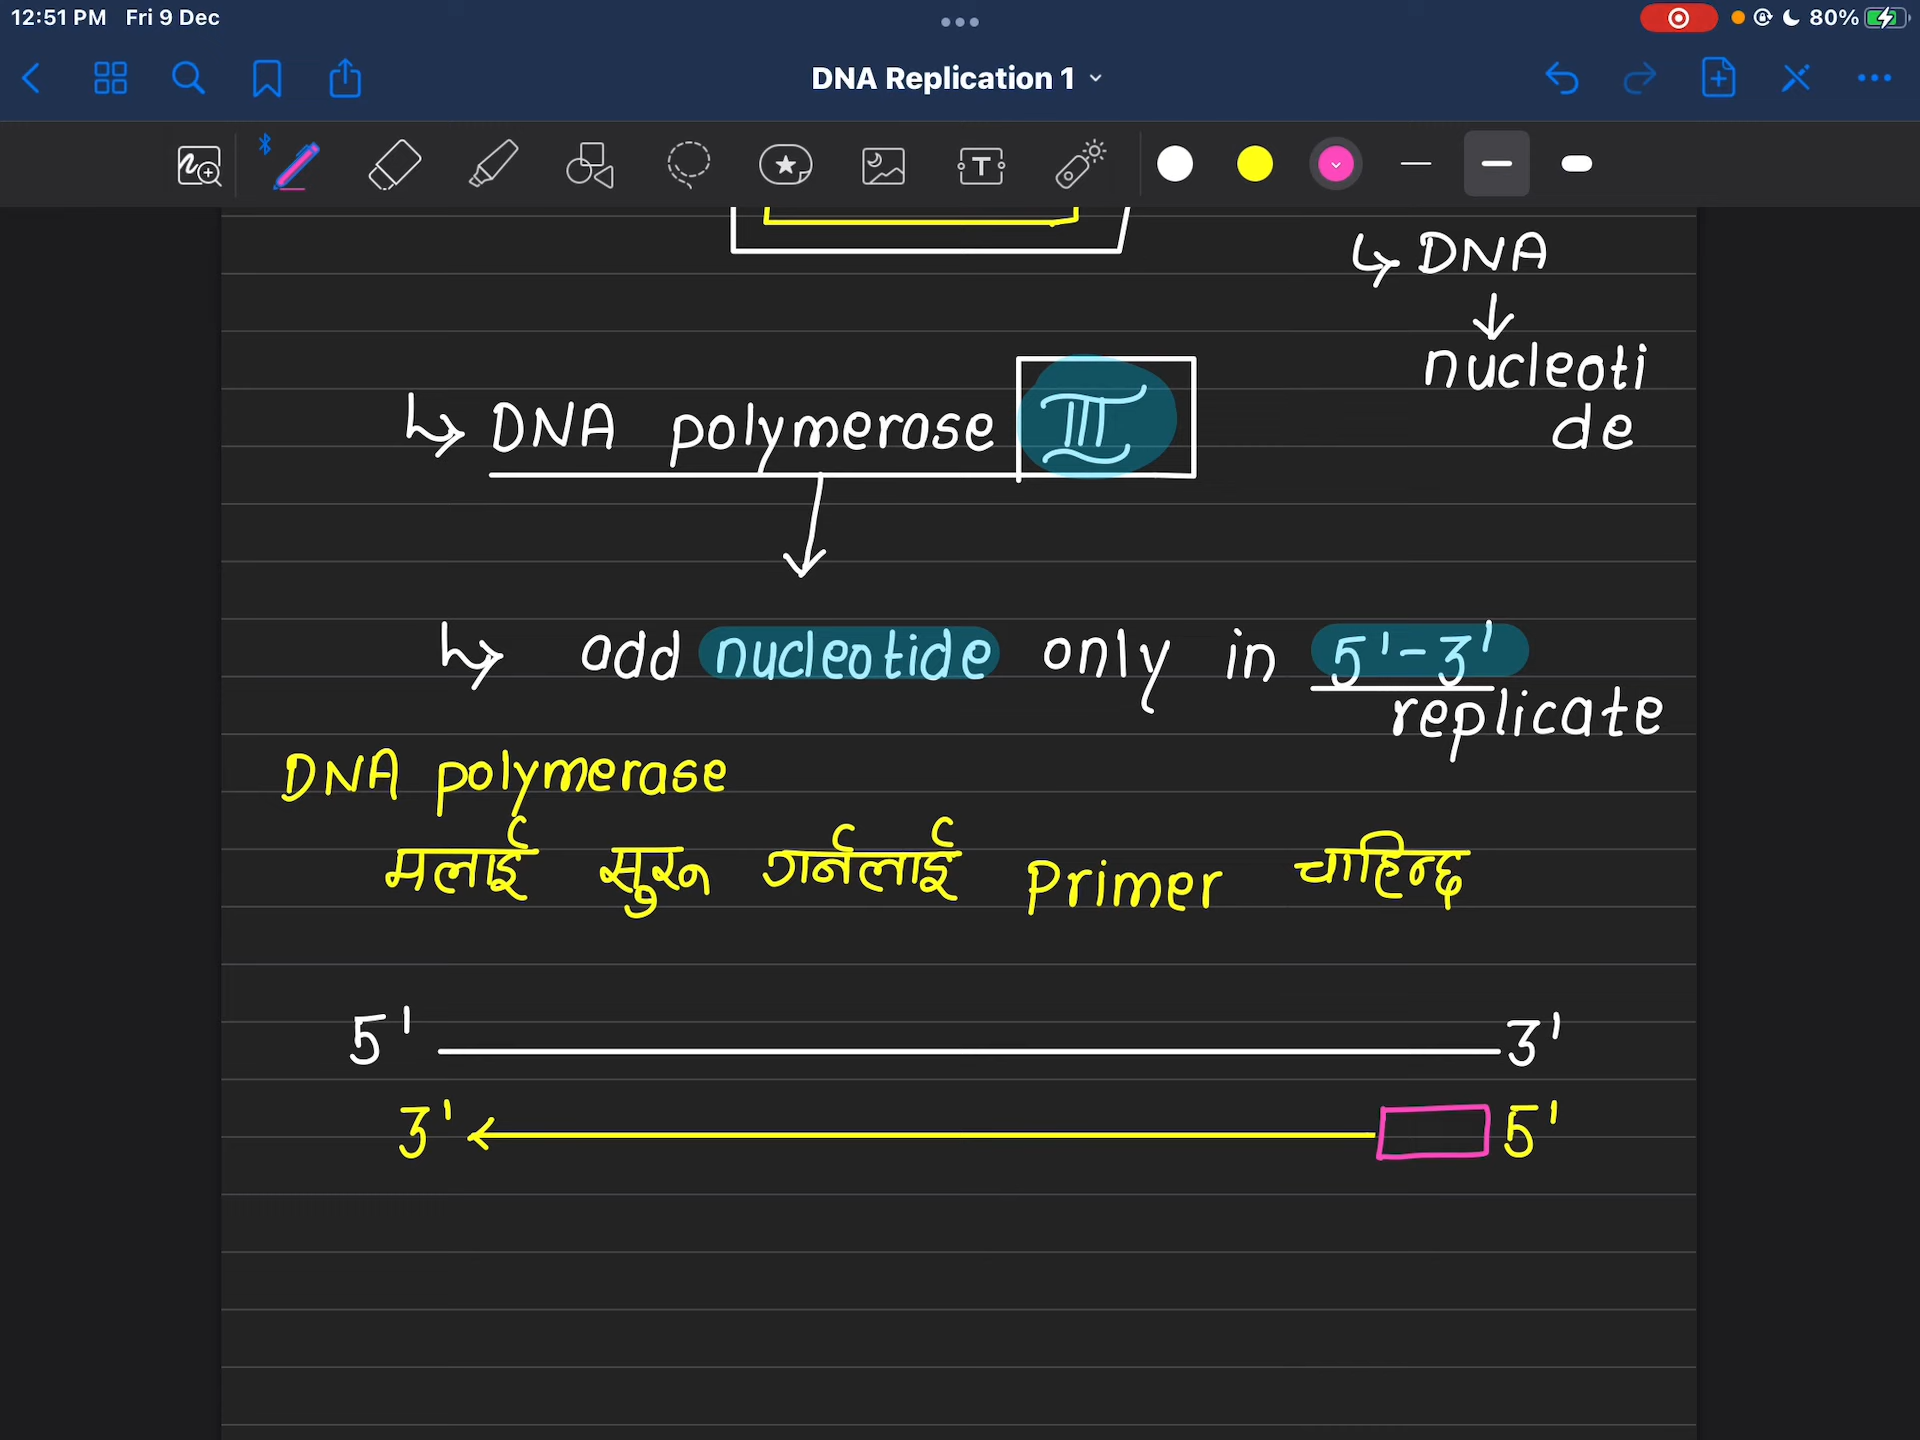 12:51 PM Fri 9 Dec
80%
DNA Replication 1
T
↳ DNA
↓
nucleoti
de
↳ DNA polymerase III
↳ add nucleotide only in 5'-3'
replicate
DNA polymerase
मलाई सुरु गर्नलाई Primer चाहिन्छ
5' 3'
3' 5'